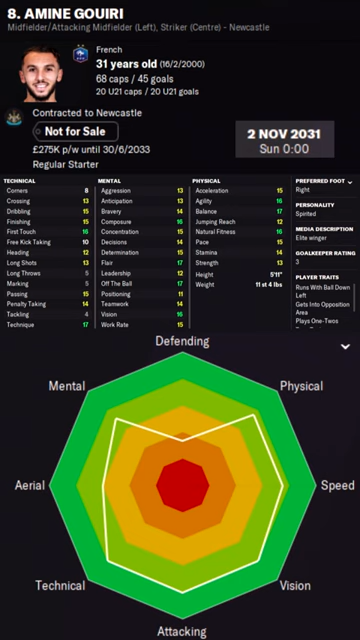 8. AMINE GOUIRI
Midfielder/Attacking Midfielder (Left), Striker (Centre) - Newcastle
French
31 years old (16/2/2000)
68 caps / 45 goals
20 U21 caps / 20 U21 goals
Contracted to Newcastle
Not for Sale
£275K p/w until 30/6/2033
Regular Starter
2 NOV 2031
Sun 0:00
TECHNICAL
Corners 8
Crossing 13
Dribbling 15
Finishing 15
First Touch 16
Free Kick Taking 10
Heading 12
Long Shots 13
Long Throws 5
Marking 5
Passing 15
Penalty Taking 14
Tackling 4
Technique 17
MENTAL
Aggression 13
Anticipation 13
Bravery 14
Composure 16
Concentration 15
Decisions 14
Determination 15
Flair 17
Leadership 12
Off The Ball 17
Positioning 11
Teamwork 14
Vision 16
Work Rate 15
PHYSICAL
Acceleration 15
Agility 16
Balance 17
Jumping Reach 12
Natural Fitness 16
Pace 15
Stamina 14
Strength 13
Height 5'11"
Weight 11 st 4 lbs
PREFERRED FOOT
Right
PERSONALITY
Spirited
MEDIA DESCRIPTION
Elite winger
GOALKEEPER RATING
3
PLAYER TRAITS
Runs With Ball Down
Left
Gets Into Opposition
Area
Plays One-Twos
Defending
Mental
Physical
Aerial
Speed
Technical
Vision
Attacking